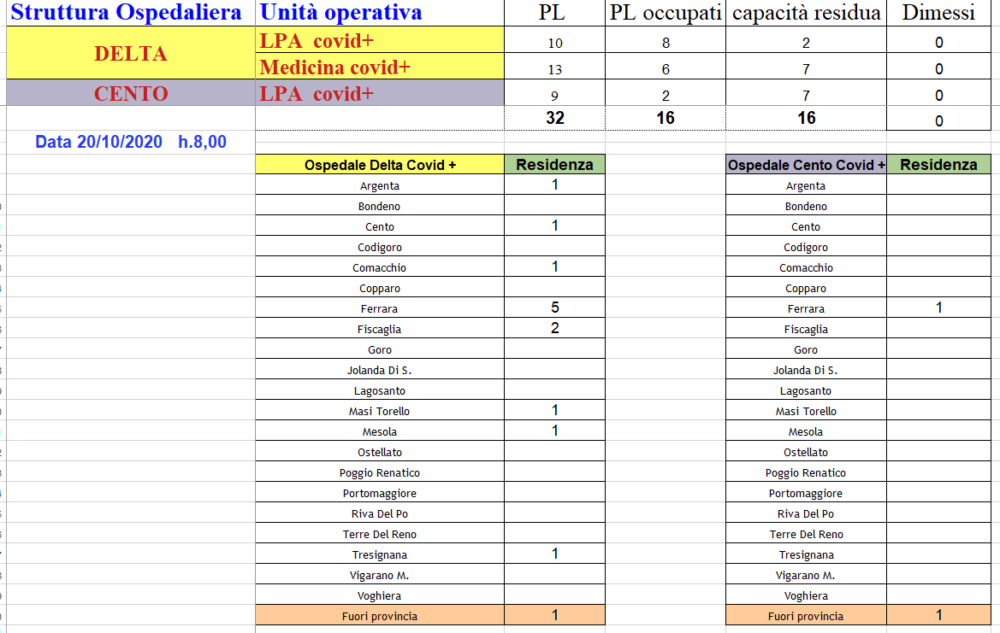 Struttura Ospedaliera Unità operativa PL PL occupati capacità residua Dimessi
DELTA LPA covid+ 10 8 2 0
Medicina covid+ 13 6 7 0
CENTO LPA covid+ 9 2 7 0
32 16 16 0
Data 20/10/2020 h.8,00
Ospedale Delta Covid + Residenza Ospedale Cento Covid + Residenza
Argenta 1 Argenta
Bondeno Bondeno
Cento 1 Cento
Codigoro Codigoro
Comacchio 1 Comacchio
Copparo Copparo
Ferrara 5 Ferrara 1
Fiscaglia 2 Fiscaglia
Goro Goro
Jolanda Di S. Jolanda Di S.
Lagosanto Lagosanto
Masi Torello 1 Masi Torello
Mesola 1 Mesola
Ostellato Ostellato
Poggio Renatico Poggio Renatico
Portomaggiore Portomaggiore
Riva Del Po Riva Del Po
Terre Del Reno Terre Del Reno
Tresignana 1 Tresignana
Vigarano M. Vigarano M.
Voghiera Voghiera
Fuori provincia 1 Fuori provincia 1